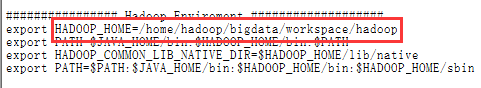 ############### Hadoop Enviroment ##################
export HADOOP_HOME=/home/hadoop/bigdata/workspace/hadoop
export PATH=$JAVA_HOME/bin:$HADOOP_HOME/bin:$PATH
export HADOOP_COMMON_LIB_NATIVE_DIR=$HADOOP_HOME/lib/native
export PATH=$PATH:$JAVA_HOME/bin:$HADOOP_HOME/bin:$HADOOP_HOME/sbin